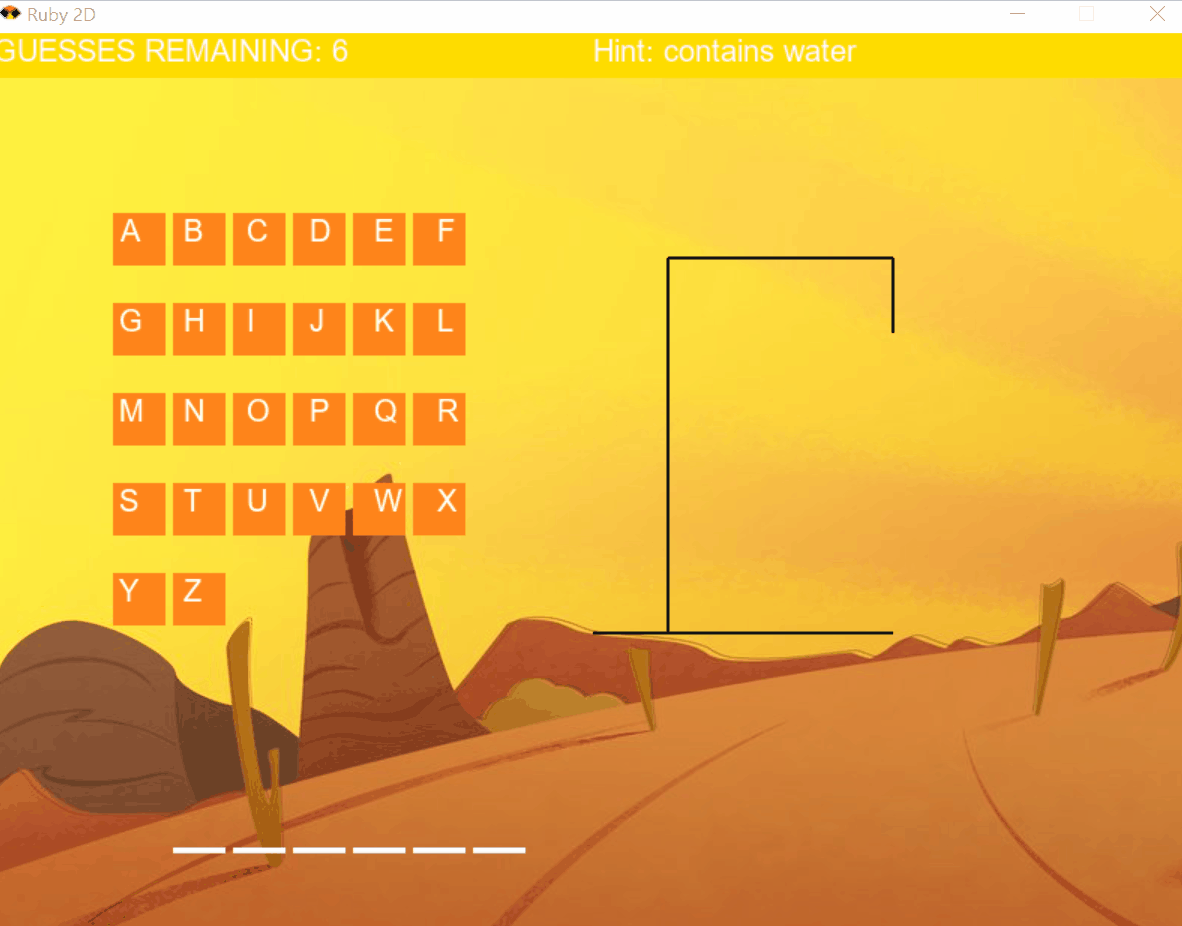 Ruby 2D
GUESSES REMAINING: 6
Hint: contains water
A B C D E F
G H I J K L
M N O P Q R
S T U V W X
Y Z